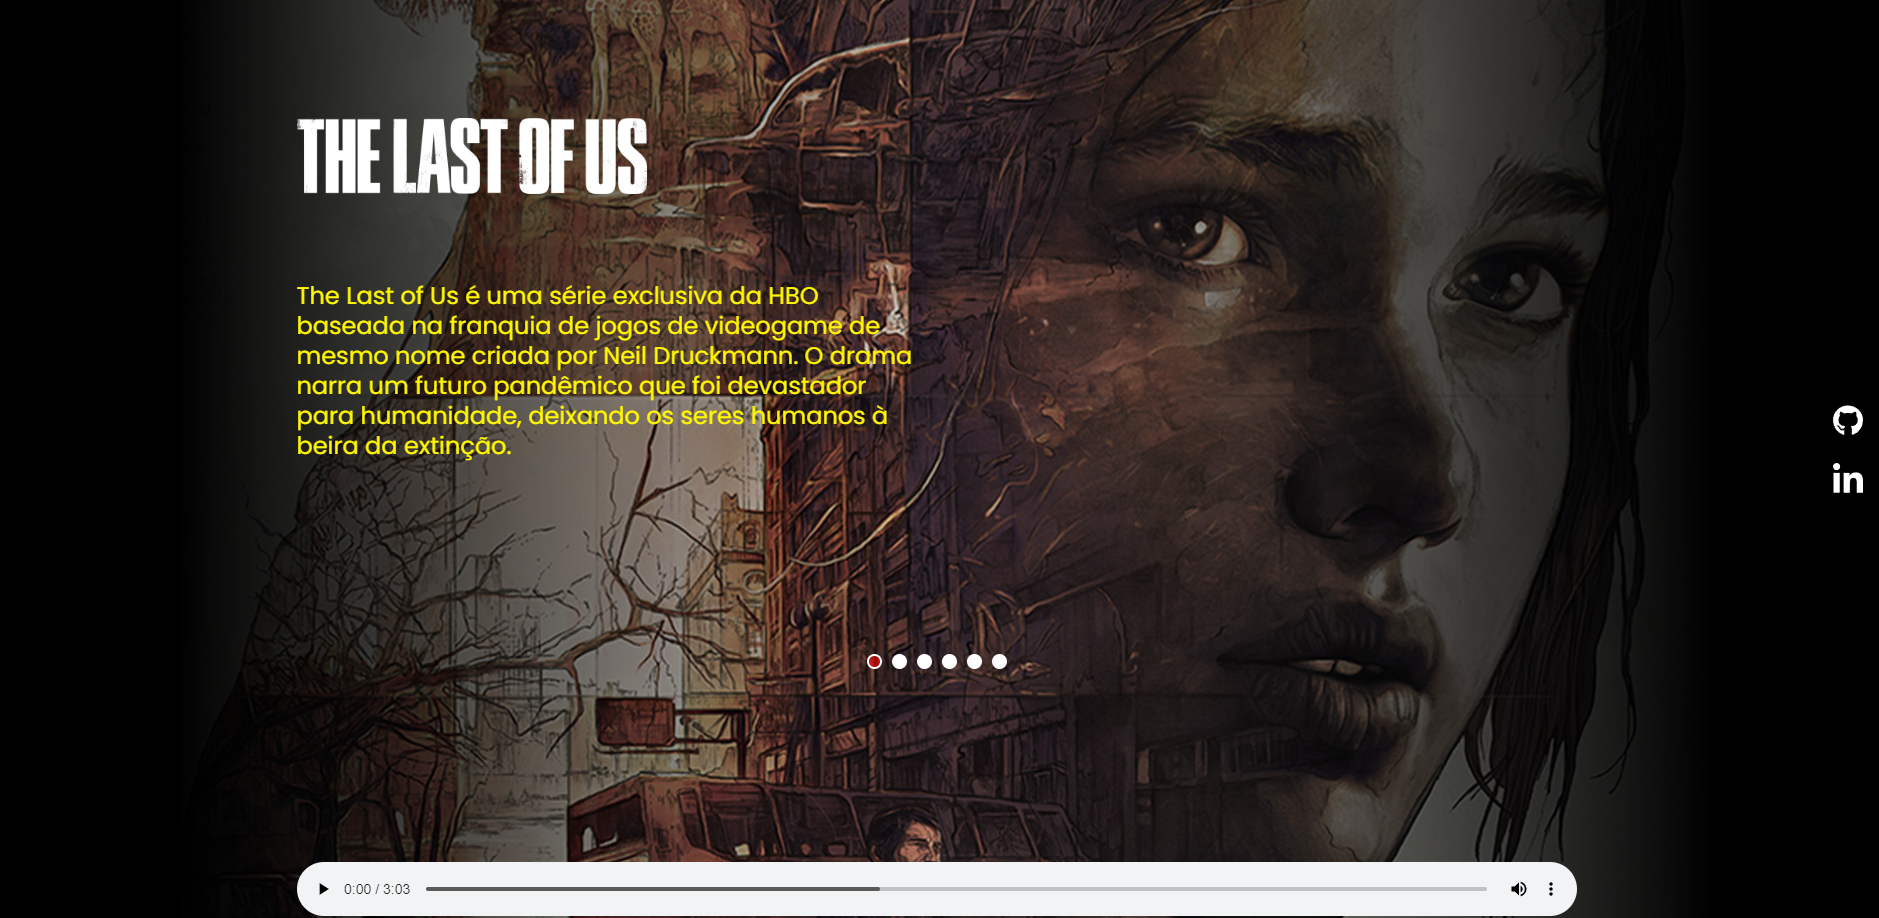 THE LAST OF US
The Last of Us é uma série exclusiva da HBO
baseada na franquia de jogos de videogame de
mesmo nome criada por Neil Druckmann. O drama
narra um futuro pandêmico que foi devastador
para humanidade, deixando os seres humanos à
beira da extinção.
in
0:00 / 3:03